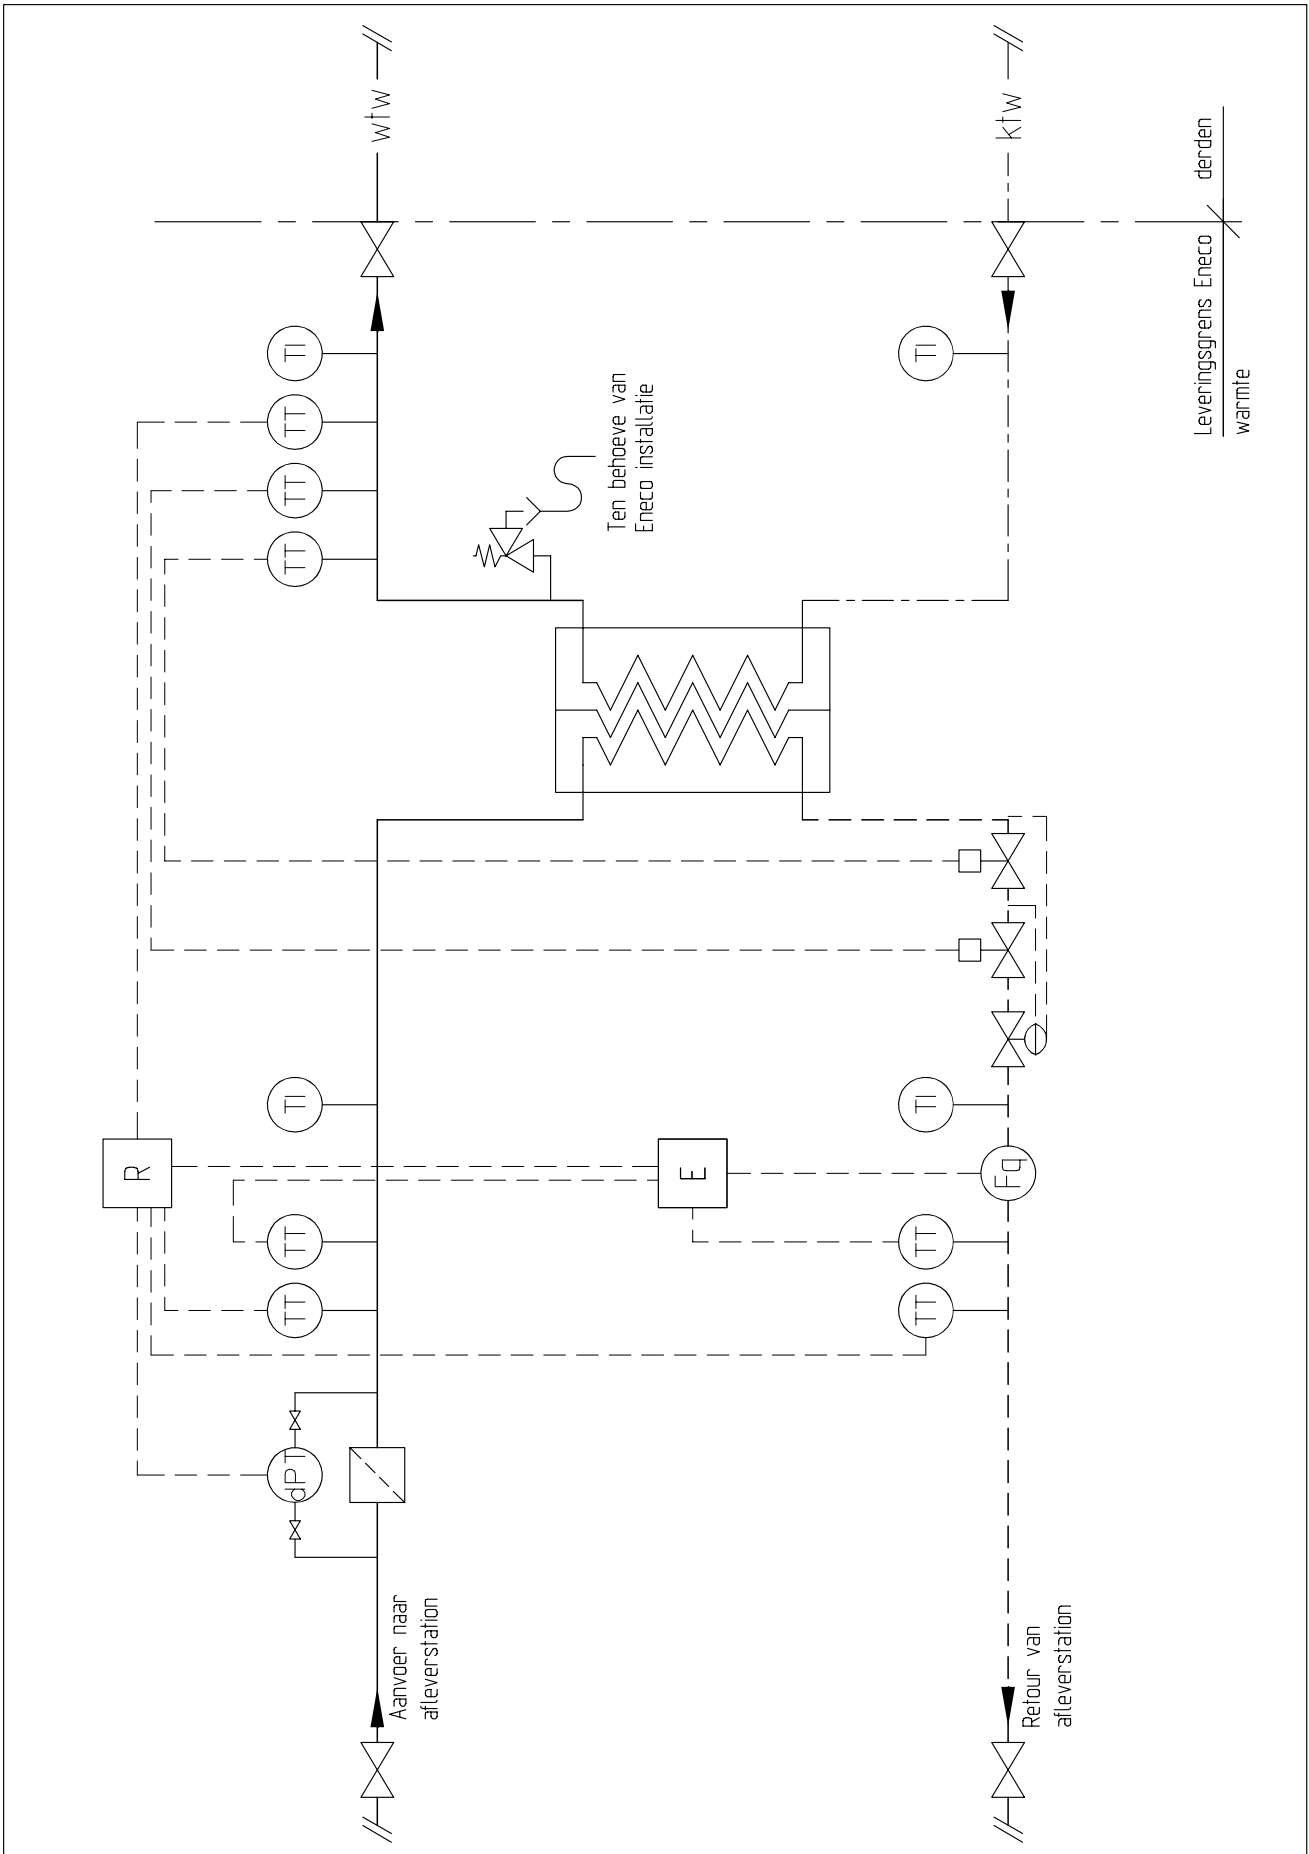 wtw
ktw
Leveringsgrens Eneco
warmte
derden
TI
TI
TT
TT
TT
Ten behoeve van
Eneco installatie
R
TI
E
TI
Fq
TT
TT
TT
TT
dPT
Aanvoer naar
afleverstation
Retour van
afleverstation